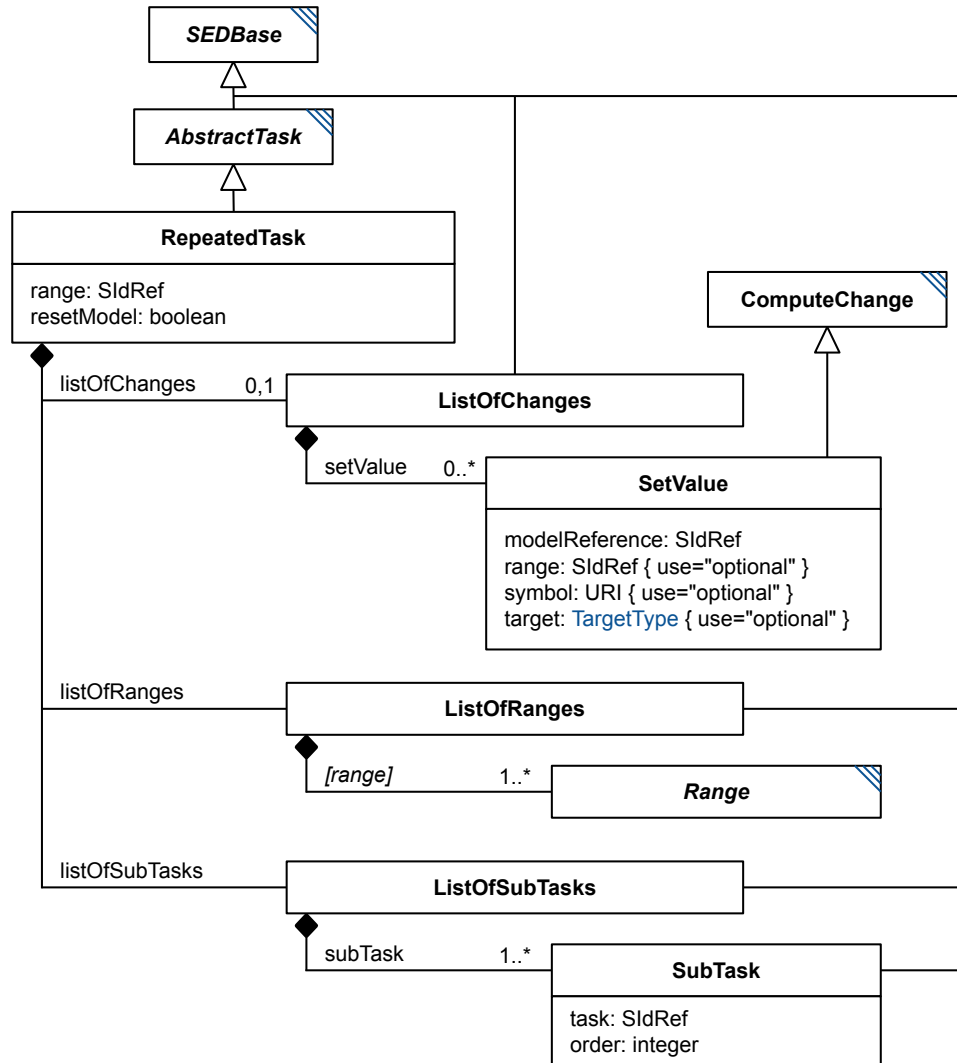 SEDBase
AbstractTask
RepeatedTask
range: SIdRef
resetModel: boolean
ComputeChange
listOfChanges 0,1
ListOfChanges
setValue 0..*
SetValue
modelReference: SIdRef
range: SIdRef { use="optional" }
symbol: URI { use="optional" }
target: TargetType { use="optional" }
listOfRanges
ListOfRanges
[range] 1..*
Range
listOfSubTasks
ListOfSubTasks
subTask 1..*
SubTask
task: SIdRef
order: integer